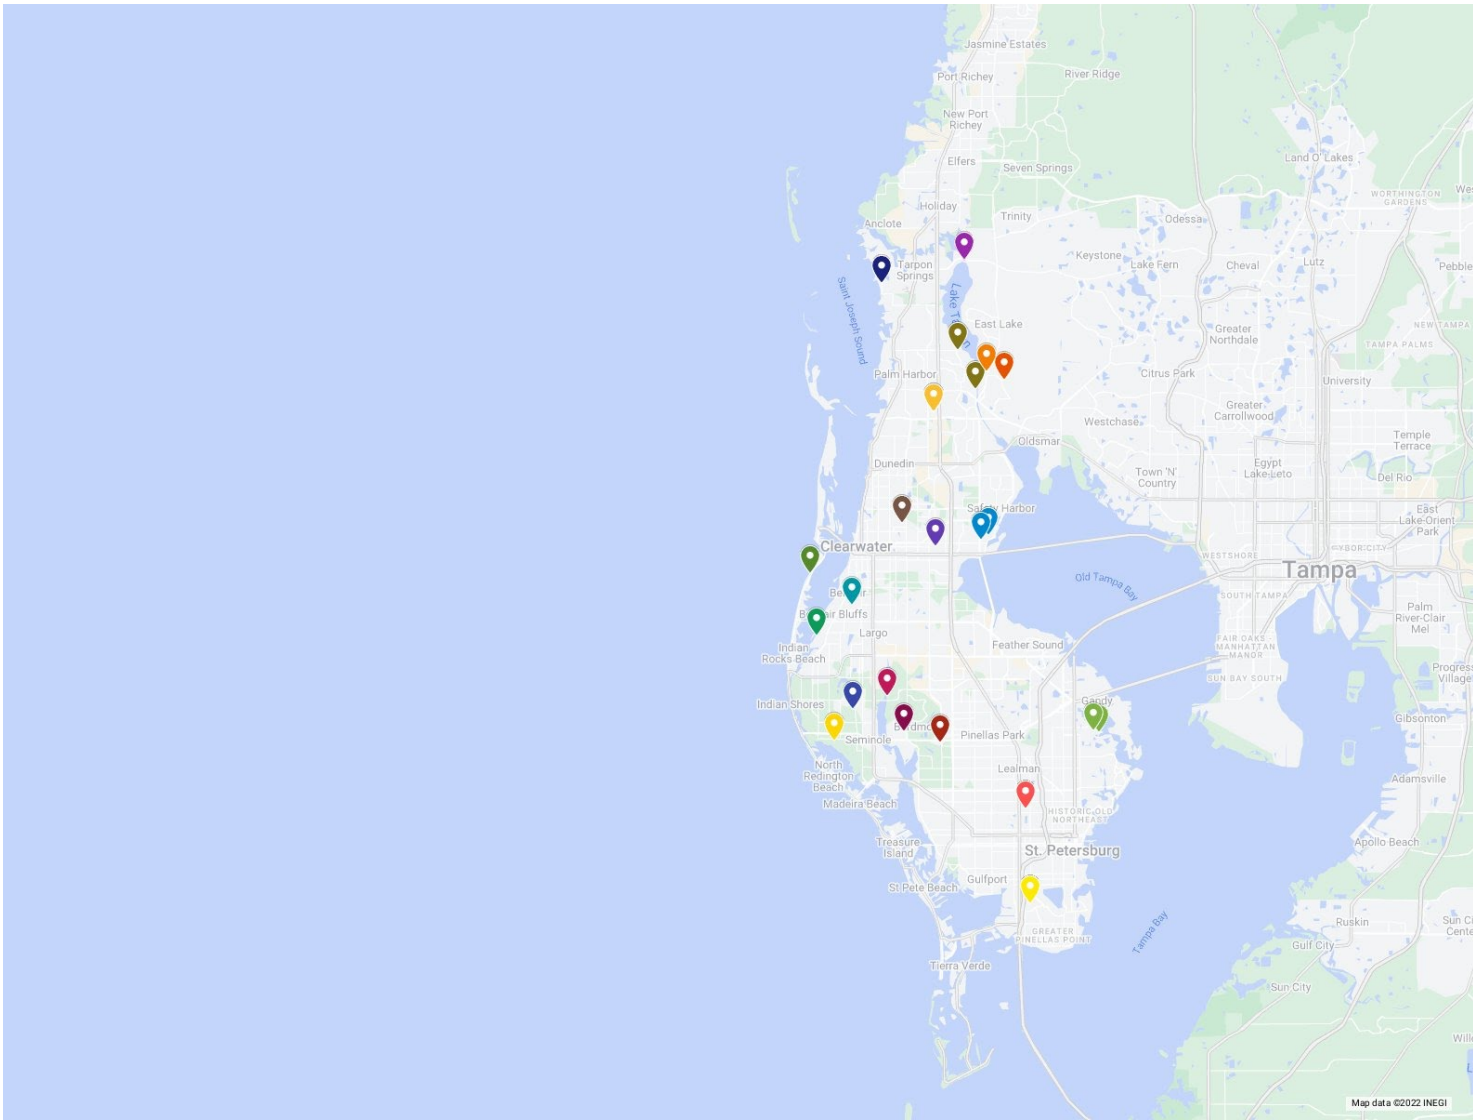 Jasmine Estates
Port Richey
River Ridge
New Port
Richey
Elfers
Seven Springs
Land O' Lakes
WORTHINGTON
GARDENS
Holiday
Trinity
Odessa
Anclote
Keystone
Lake Fern
Cheval
Lutz
Tarpon
Springs
Saint Joseph Sound
East Lake
Greater
Northdale
NEW TAMPA
TAMPA PALMS
Palm Harbor
Citrus Park
University
Greater
Carrollwood
Westchase
Oldsmar
Temple
Terrace
Dunedin
Town 'N'
Country
Egypt
Lake-Leto
Del Rio
Safety Harbor
East
Lake-Orient
Park
Clearwater
WESTSHORE
YBOR CITY
Tampa
Old Tampa Bay
SOUTH TAMPA
Palm
River-Clair
Mel
Largo
Feather Sound
FAIR OAKS -
MANHATTAN
MANOR
Indian
Rocks Beach
SUN BAY SOUTH
Indian Shores
Gandy
Gibsonton
Seminole
Pinellas Park
North
Redington
Beach
Lealman
Adamsville
Madeira Beach
HISTORIC OLD
NORTHEAST
Treasure
Island
St. Petersburg
Apollo Beach
Gulfport
St Pete Beach
Ruskin
GREATER
PINELLAS POINT
Tampa Bay
Gulf City
Tierra Verde
Sun City
Map data ©2022 INEGI